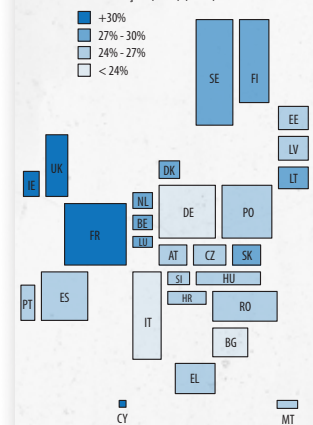 +30%
27% - 30%
24% - 27%
< 24%
SE
FI
EE
LV
LT
UK
IE
DK
NL
BE
LU
DE
PO
FR
AT
CZ
SK
SI
HU
HR
RO
PT
ES
IT
BG
EL
CY
MT